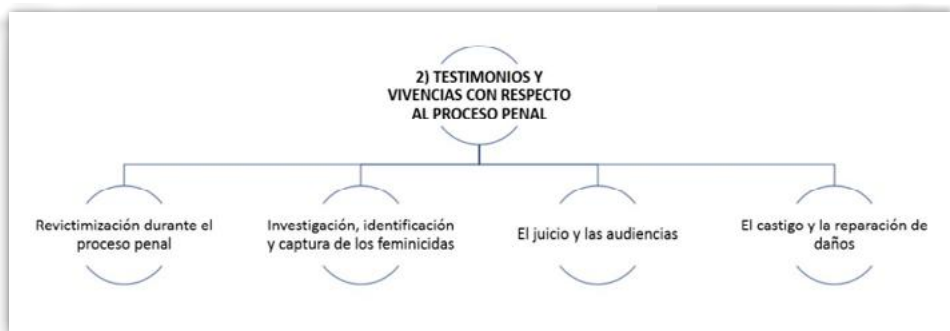 2) TESTIMONIOS Y
VIVENCIAS CON RESPECTO
AL PROCESO PENAL
Revictimización durante el
proceso penal
Investigación, identificación
y captura de los feminicidas
El juicio y las audiencias
El castigo y la reparación de
daños